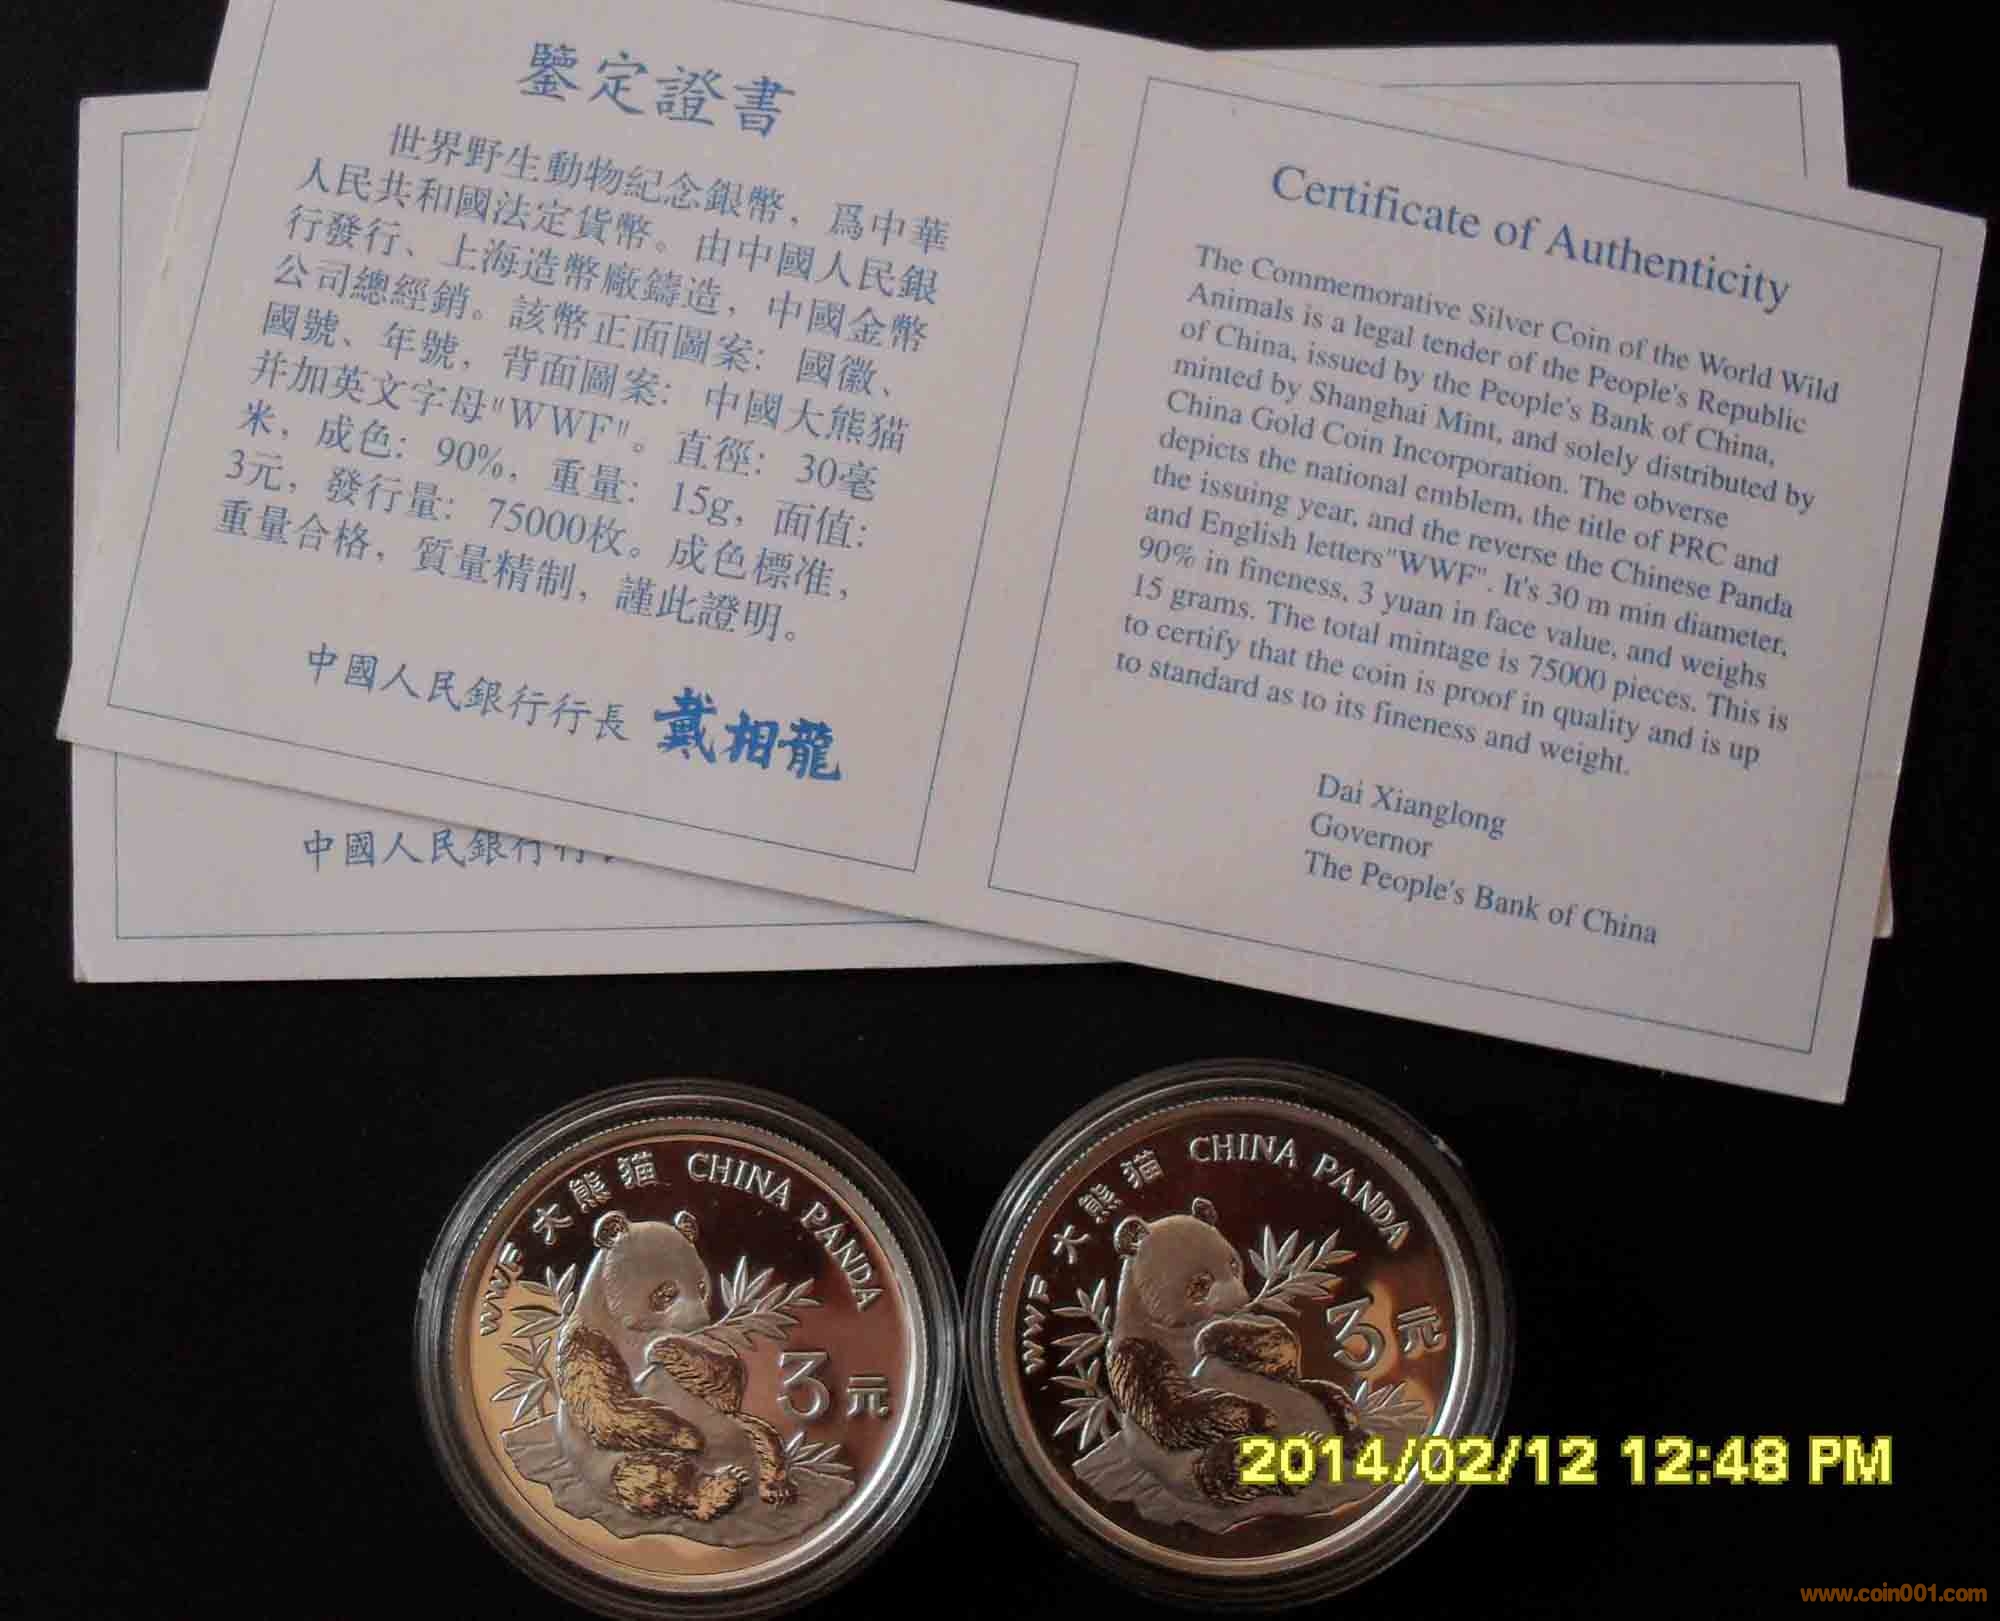 鑒定證書
世界野生動物紀念銀幣，爲中華
人民共和國法定貨幣。由中國人民銀
行發行、上海造幣廠鑄造，中國金幣
公司總經銷。該幣正面圖案：國徽、
國號、年號，背面圖案：中國大熊猫
并加英文字母"WWF"。直徑：30毫
米，成色：90%，重量：15g，面值：
3元，發行量：75000枚。成色標准，
重量合格，質量精制，謹此證明。
中國人民銀行行長 戴相龍
Certificate of Authenticity
The Commemorative Silver Coin of the World Wild
Animals is a legal tender of the People's Republic
of China, issued by the People's Bank of China,
minted by Shanghai Mint, and solely distributed by
China Gold Coin Incorporation. The obverse
depicts the national emblem, the title of PRC and
the issuing year, and the reverse the Chinese Panda
and English letters"WWF". It's 30 m min diameter,
90% in fineness, 3 yuan in face value, and weighs
15 grams. The total mintage is 75000 pieces. This is
to certify that the coin is proof in quality and is up
to standard as to its fineness and weight.
Dai Xianglong
Governor
The People's Bank of China
中國人民銀行行
WWF 大熊猫 CHINA PANDA
3元
WWF 大熊猫 CHINA PANDA
3元
2014/02/12 12:48 PM
www.coin001.com